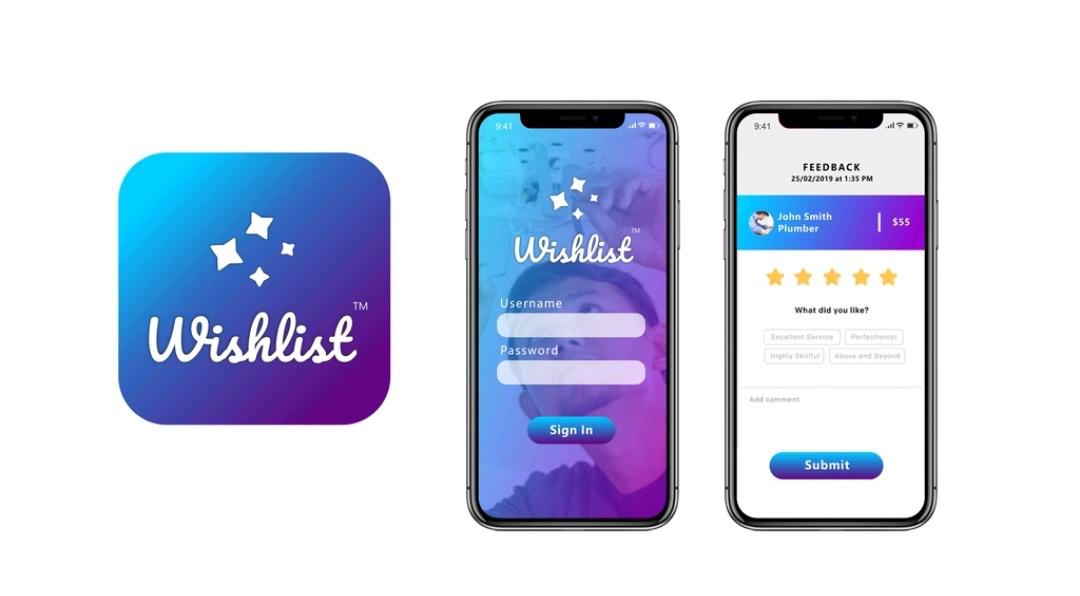 Wishlist™
9:41
Wishlist™
Username
Password
Sign In
9:41
FEEDBACK
25/02/2019 at 1:35 PM
John Smith
Plumber
$55
What did you like?
Excellent Service
Perfectionist
Highly Skillful
Above and Beyond
Add comment
Submit